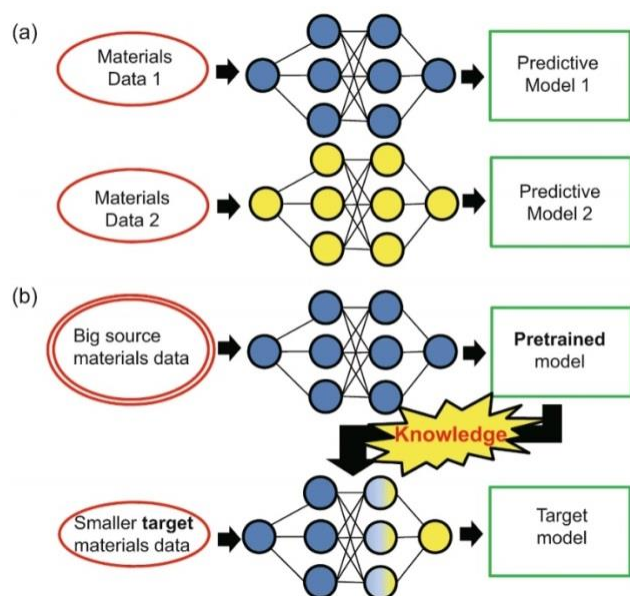 (a)
Materials
Data 1
Predictive
Model 1
Materials
Data 2
Predictive
Model 2
(b)
Big source
materials data
Pretrained
model
Knowledge
Smaller target
materials data
Target
model